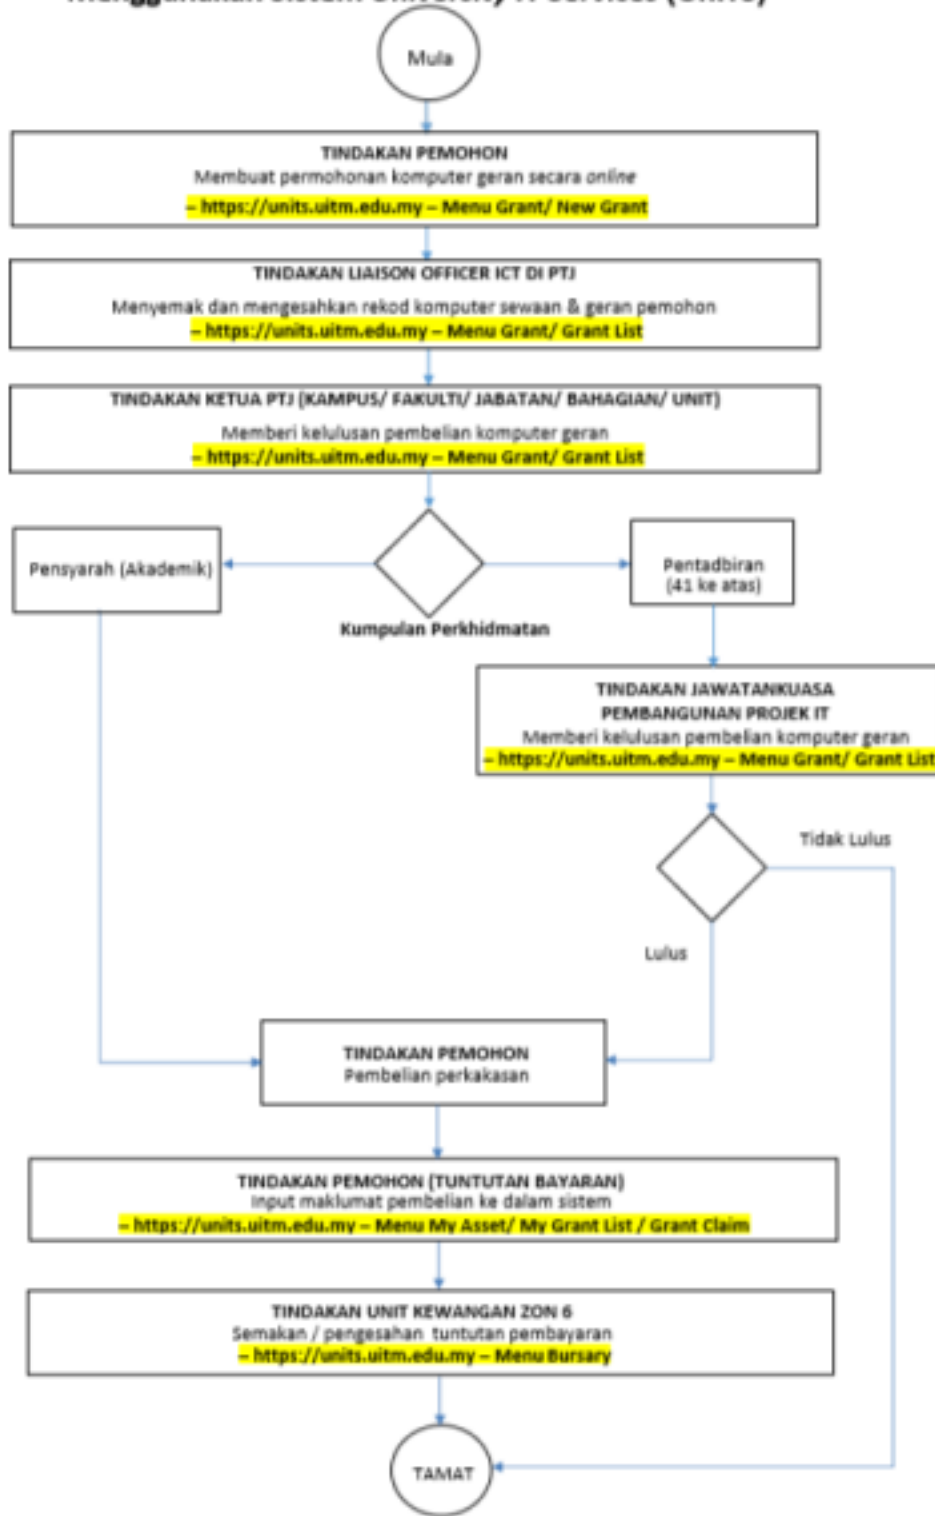 Menggunakan Sistem University IT Services (UNITS)
Mula
TINDAKAN PEMOHON
Membuat permohonan komputer geran secara online
– https://units.uitm.edu.my – Menu Grant/ New Grant
TINDAKAN LIAISON OFFICER ICT DI PTJ
Menyemak dan mengesahkan rekod komputer sewaan & geran pemohon
– https://units.uitm.edu.my – Menu Grant/ Grant List
TINDAKAN KETUA PTJ (KAMPUS/ FAKULTI/ JABATAN/ BAHAGIAN/ UNIT)
Memberi kelulusan pembelian komputer geran
– https://units.uitm.edu.my – Menu Grant/ Grant List
Pensyarah (Akademik)
Pentadbiran
(41 ke atas)
Kumpulan Perkhidmatan
TINDAKAN JAWATANKUASA
PEMBANGUNAN PROJEK IT
Memberi kelulusan pembelian komputer geran
– https://units.uitm.edu.my – Menu Grant/ Grant List
Tidak Lulus
Lulus
TINDAKAN PEMOHON
Pembelian perkakasan
TINDAKAN PEMOHON (TUNTUTAN BAYARAN)
Input maklumat pembelian ke dalam sistem
– https://units.uitm.edu.my – Menu My Asset/ My Grant List / Grant Claim
TINDAKAN UNIT KEWANGAN ZON 6
Semakan / pengesahan tuntutan pembayaran
– https://units.uitm.edu.my – Menu Bursary
TAMAT